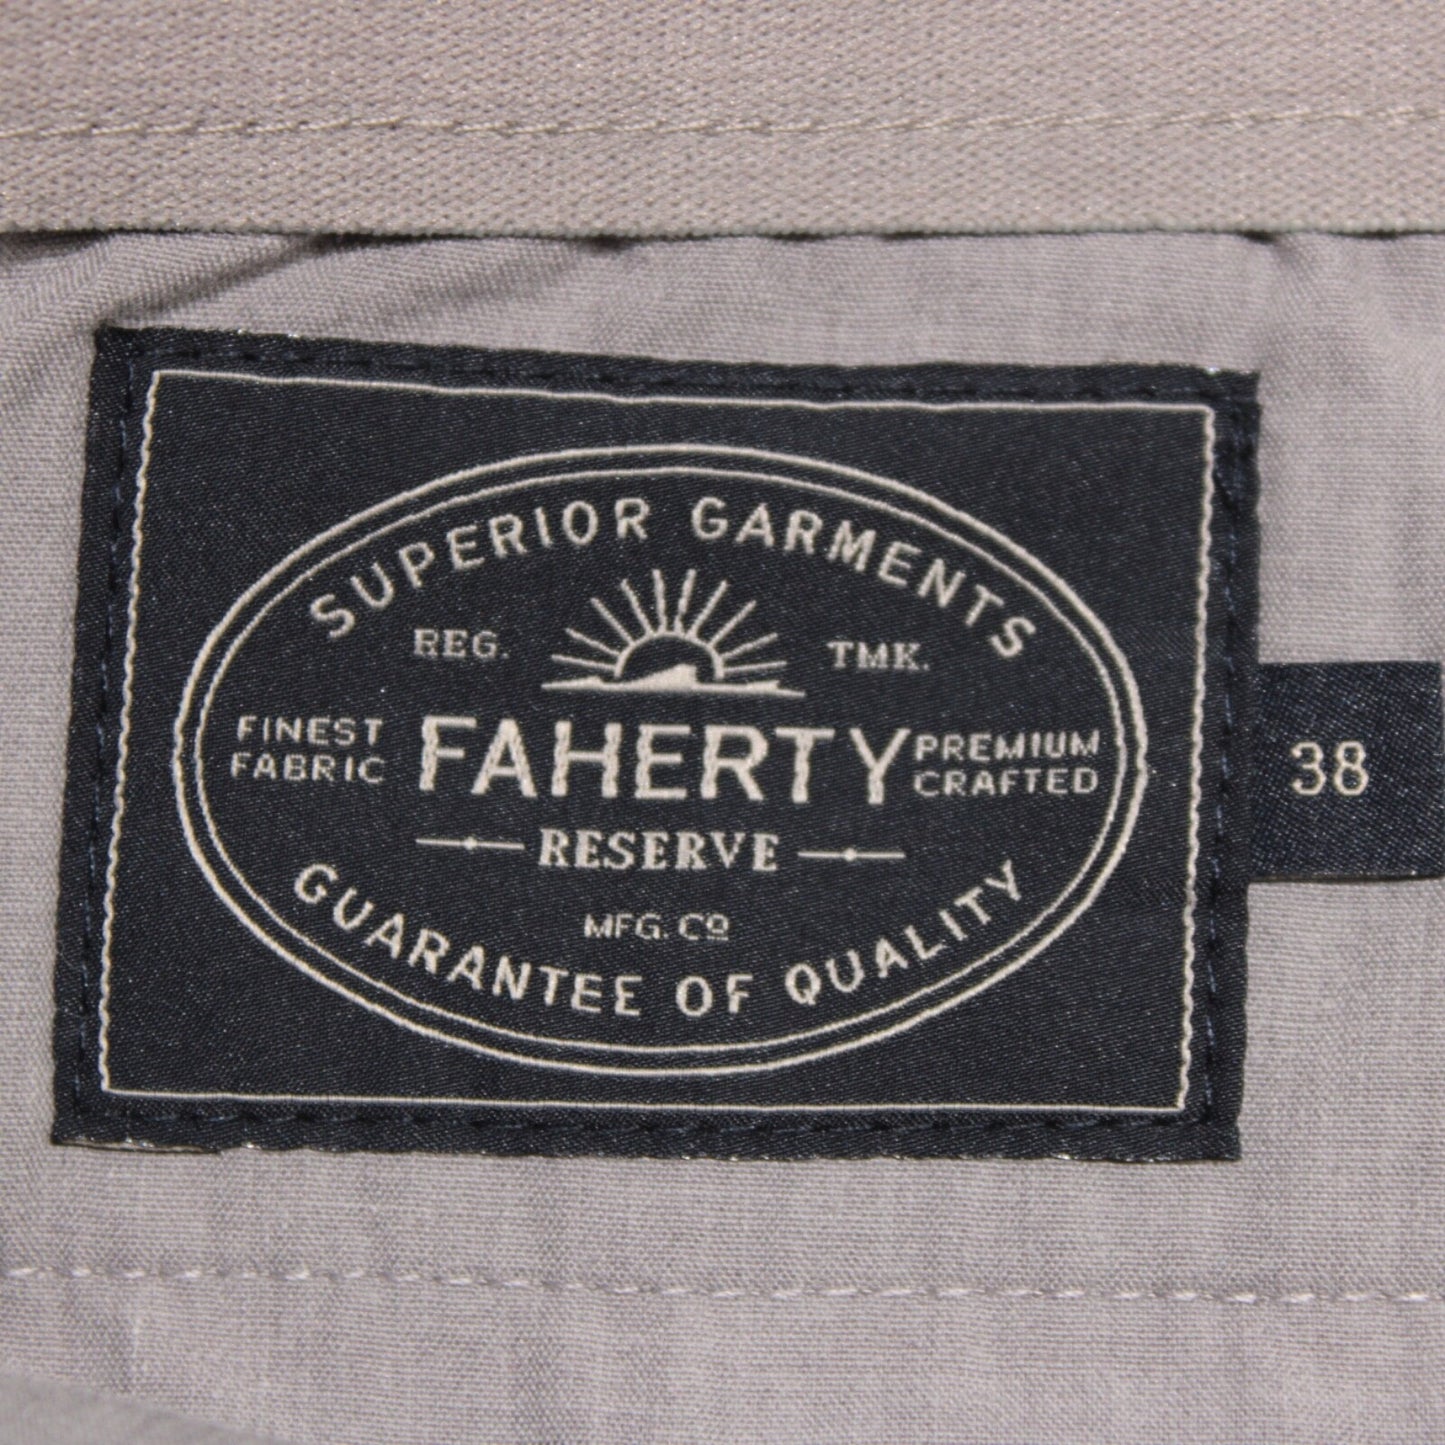 SUPERIOR GARMENTS
REG. TMK.
FINEST FABRIC
FAHERTY
PREMIUM CRAFTED
RESERVE
MFG. Cº
GUARANTEE OF QUALITY
38